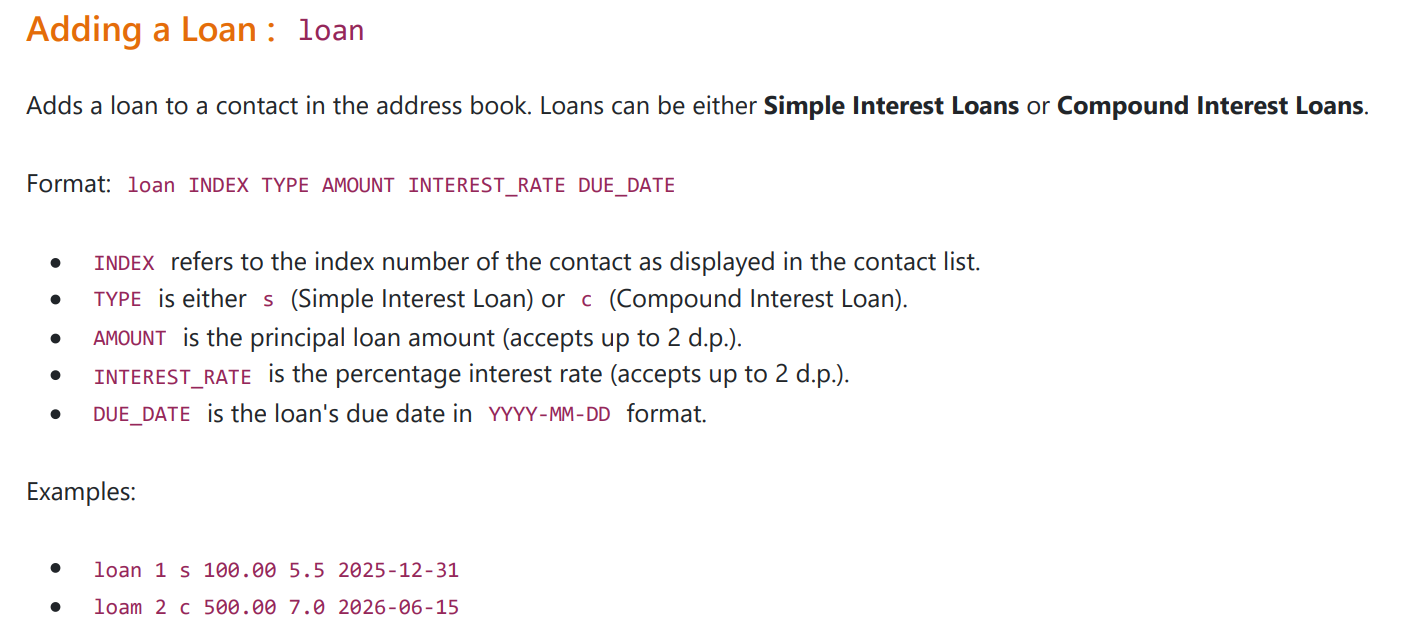 Adding a Loan : loan
Adds a loan to a contact in the address book. Loans can be either Simple Interest Loans or Compound Interest Loans.
Format: loan INDEX TYPE AMOUNT INTEREST_RATE DUE_DATE
• INDEX refers to the index number of the contact as displayed in the contact list.
• TYPE is either s (Simple Interest Loan) or c (Compound Interest Loan).
• AMOUNT is the principal loan amount (accepts up to 2 d.p.).
• INTEREST_RATE is the percentage interest rate (accepts up to 2 d.p.).
• DUE_DATE is the loan's due date in YYYY-MM-DD format.
Examples:
• loan 1 s 100.00 5.5 2025-12-31
• loam 2 c 500.00 7.0 2026-06-15